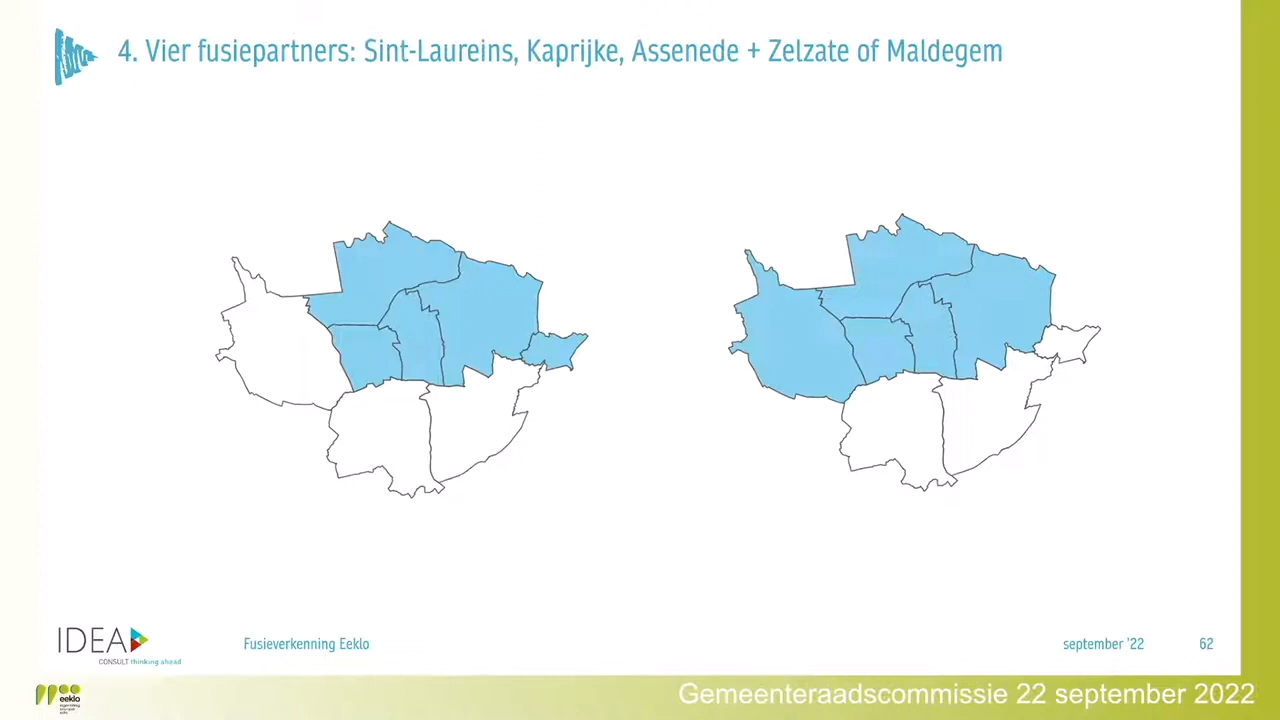 4. Vier fusiepartners: Sint-Laureins, Kaprijke, Assenede + Zelzate of Maldegem
IDEA
CONSULT thinking ahead
Fusieverkenning Eeklo
september '22
62
eeklo
Gemeenteraadscommissie 22 september 2022